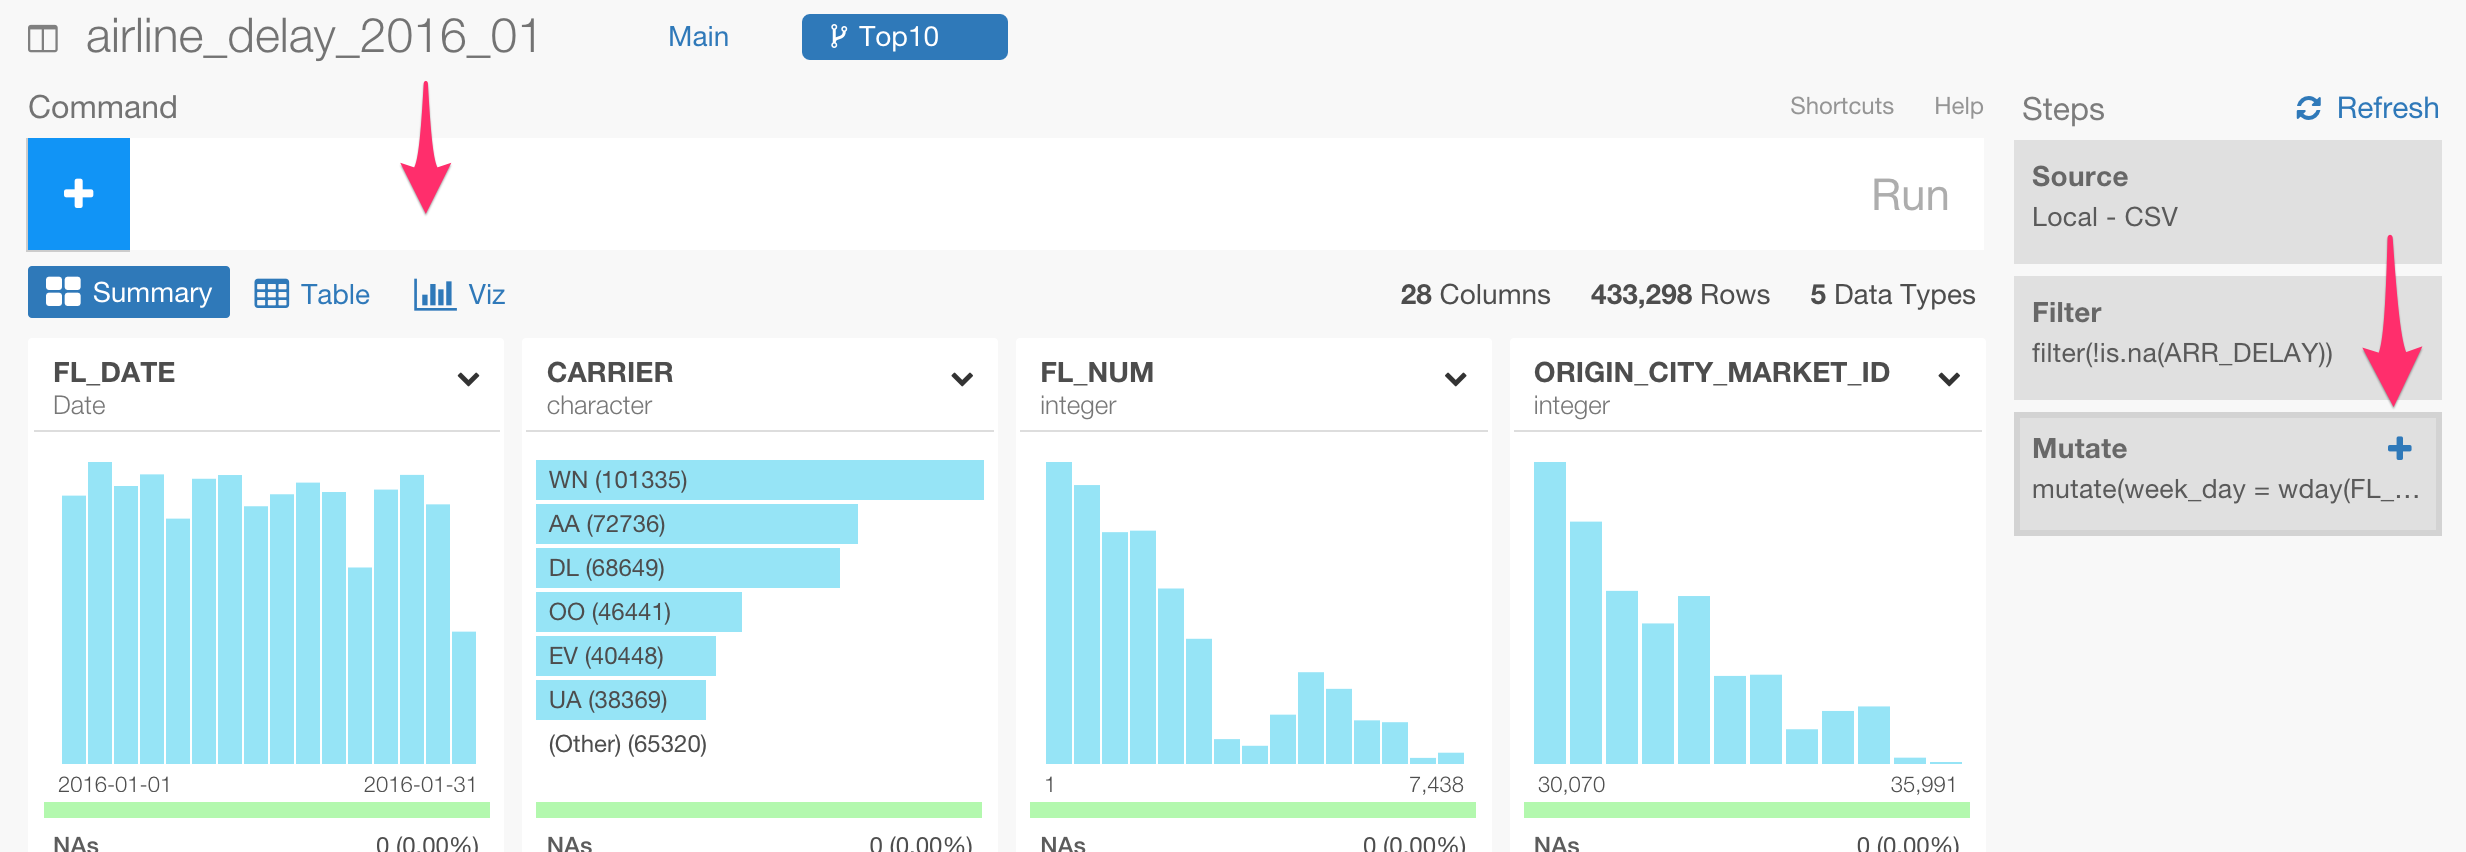 airline_delay_2016_01
Main
Top10
Command
Shortcuts
Help
Run
Summary
Table
Viz
28 Columns
433,298 Rows
5 Data Types
FL_DATE
Date
2016-01-01
2016-01-31
NAs
0 (0.00%)
CARRIER
character
WN (101335)
AA (72736)
DL (68649)
OO (46441)
EV (40448)
UA (38369)
(Other) (65320)
NAs
0 (0.00%)
FL_NUM
integer
1
7,438
NAs
0 (0.00%)
ORIGIN_CITY_MARKET_ID
integer
30,070
35,991
NAs
0 (0.00%)
Steps
Refresh
Source
Local - CSV
Filter
filter(!is.na(ARR_DELAY))
Mutate
mutate(week_day = wday(FL_...